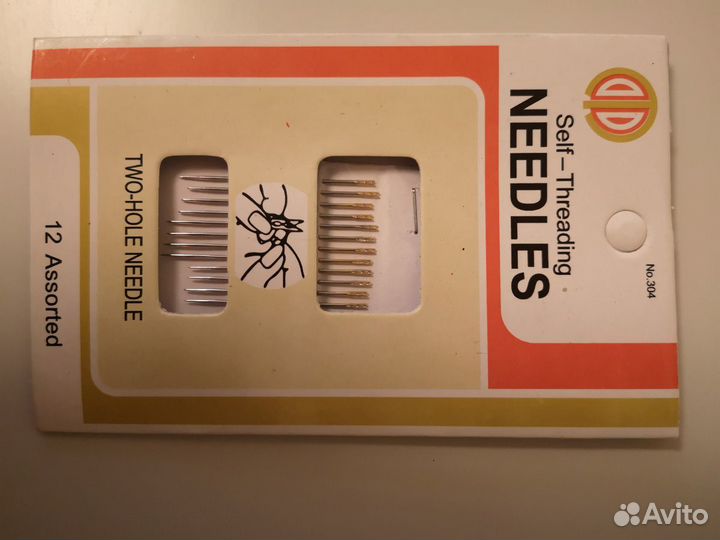 Self-Threading
NEEDLES
No.304
TWO-HOLE NEEDLE
12 Assorted
Avito